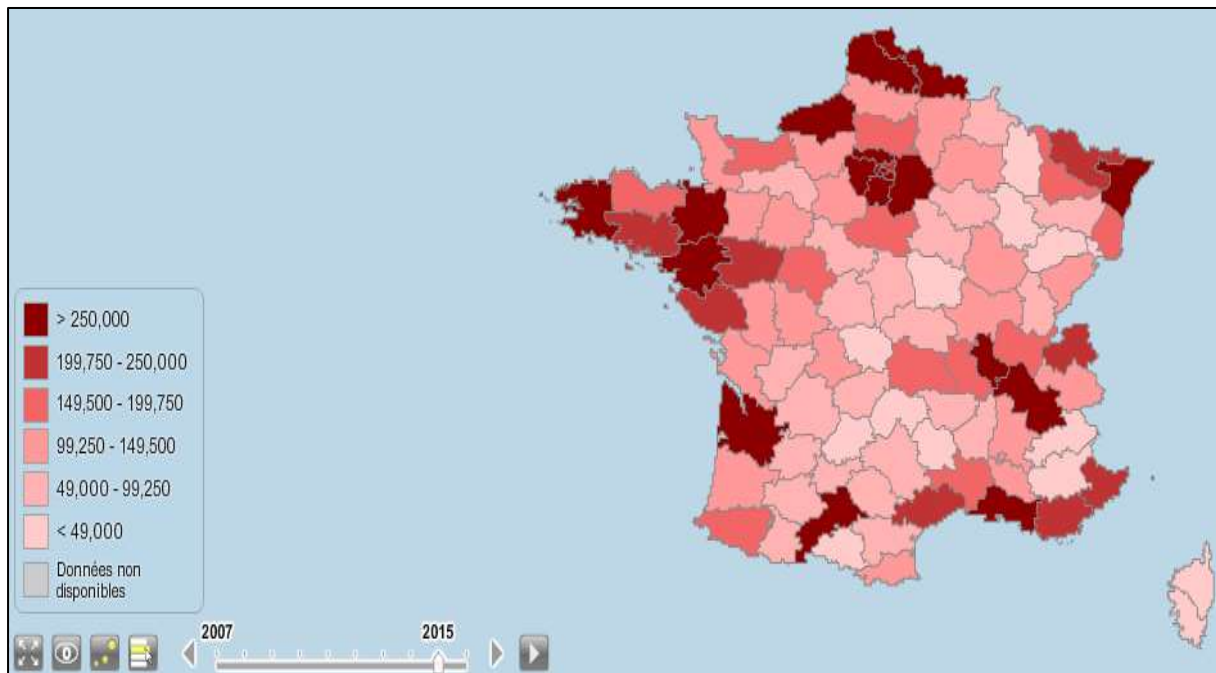 > 250,000
199,750 - 250,000
149,500 - 199,750
99,250 - 149,500
49,000 - 99,250
< 49,000
Données non
disponibles
2007 2015